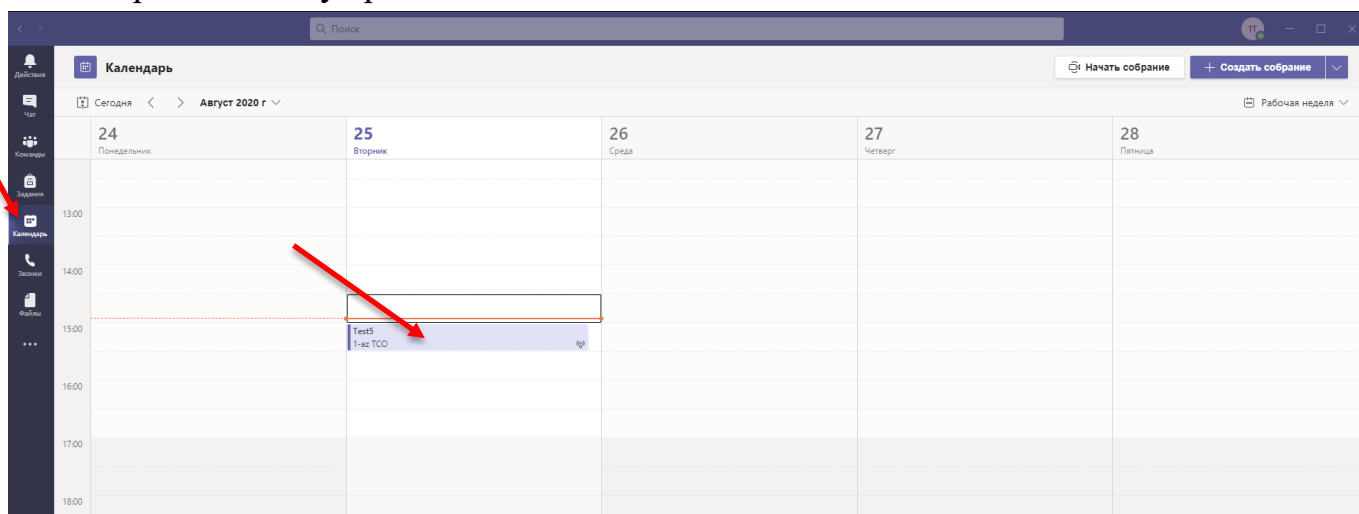 Поиск
1T
Действия
Чат
Команды
Задания
Календарь
Звонки
Файлы
Календарь
Начать собрание
+ Создать собрание
Сегодня < > Август 2020 г
Рабочая неделя
24
Понедельник
25
Вторник
26
Среда
27
Четверг
28
Пятница
13:00
14:00
15:00
Test5
1-az TCO
16:00
17:00
18:00